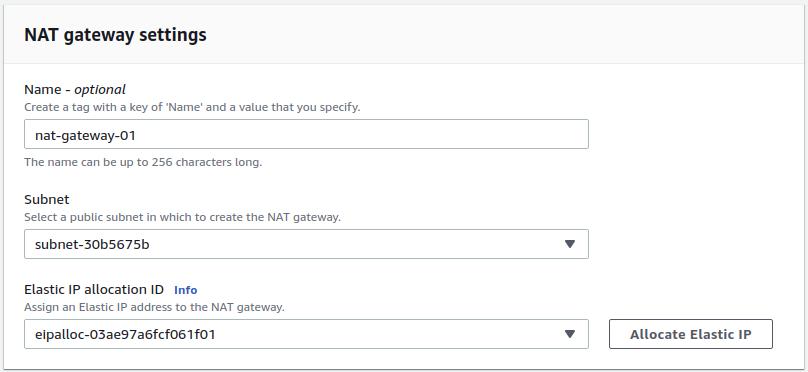 NAT gateway settings
Name - optional
Create a tag with a key of 'Name' and a value that you specify.
nat-gateway-01
The name can be up to 256 characters long.
Subnet
Select a public subnet in which to create the NAT gateway.
subnet-30b5675b
Elastic IP allocation ID Info
Assign an Elastic IP address to the NAT gateway.
eipalloc-03ae97a6fcf061f01
Allocate Elastic IP